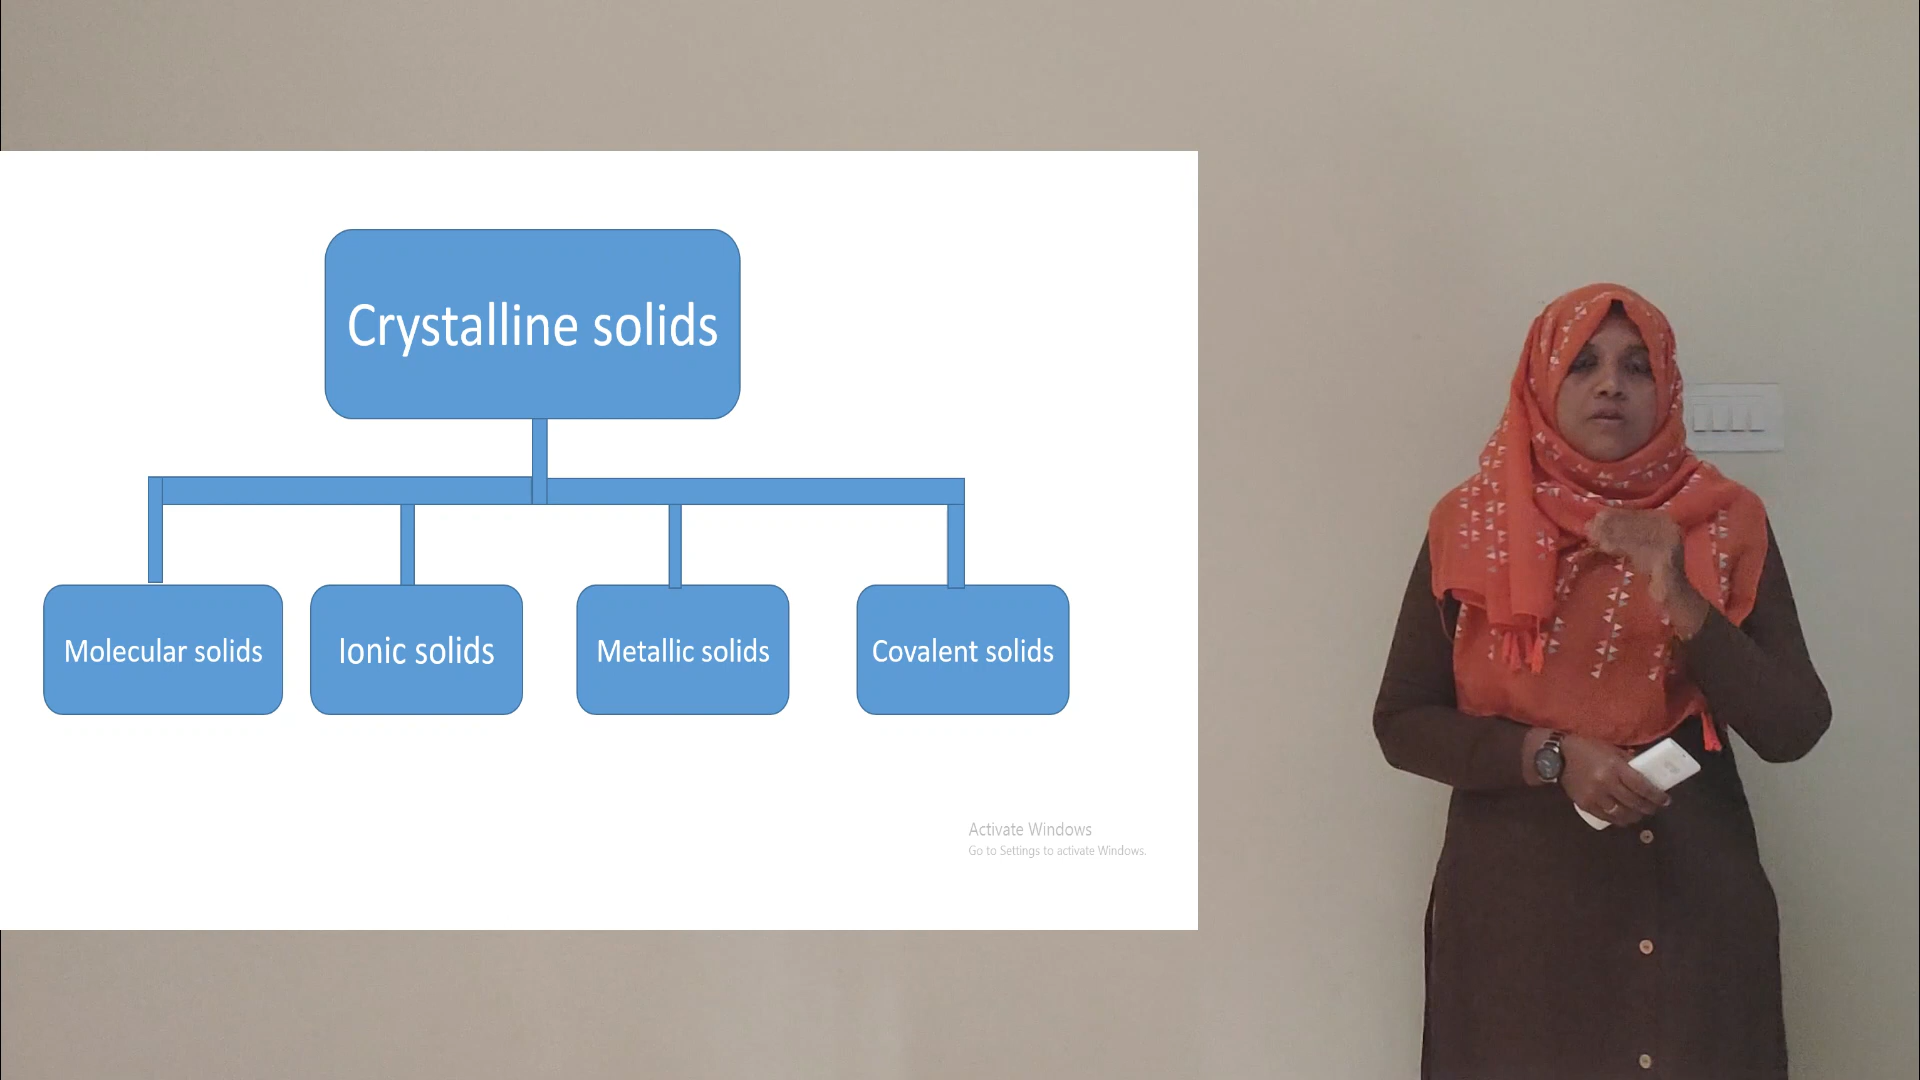 Crystalline solids
Molecular solids
Ionic solids
Metallic solids
Covalent solids
Activate Windows
Go to Settings to activate Windows.